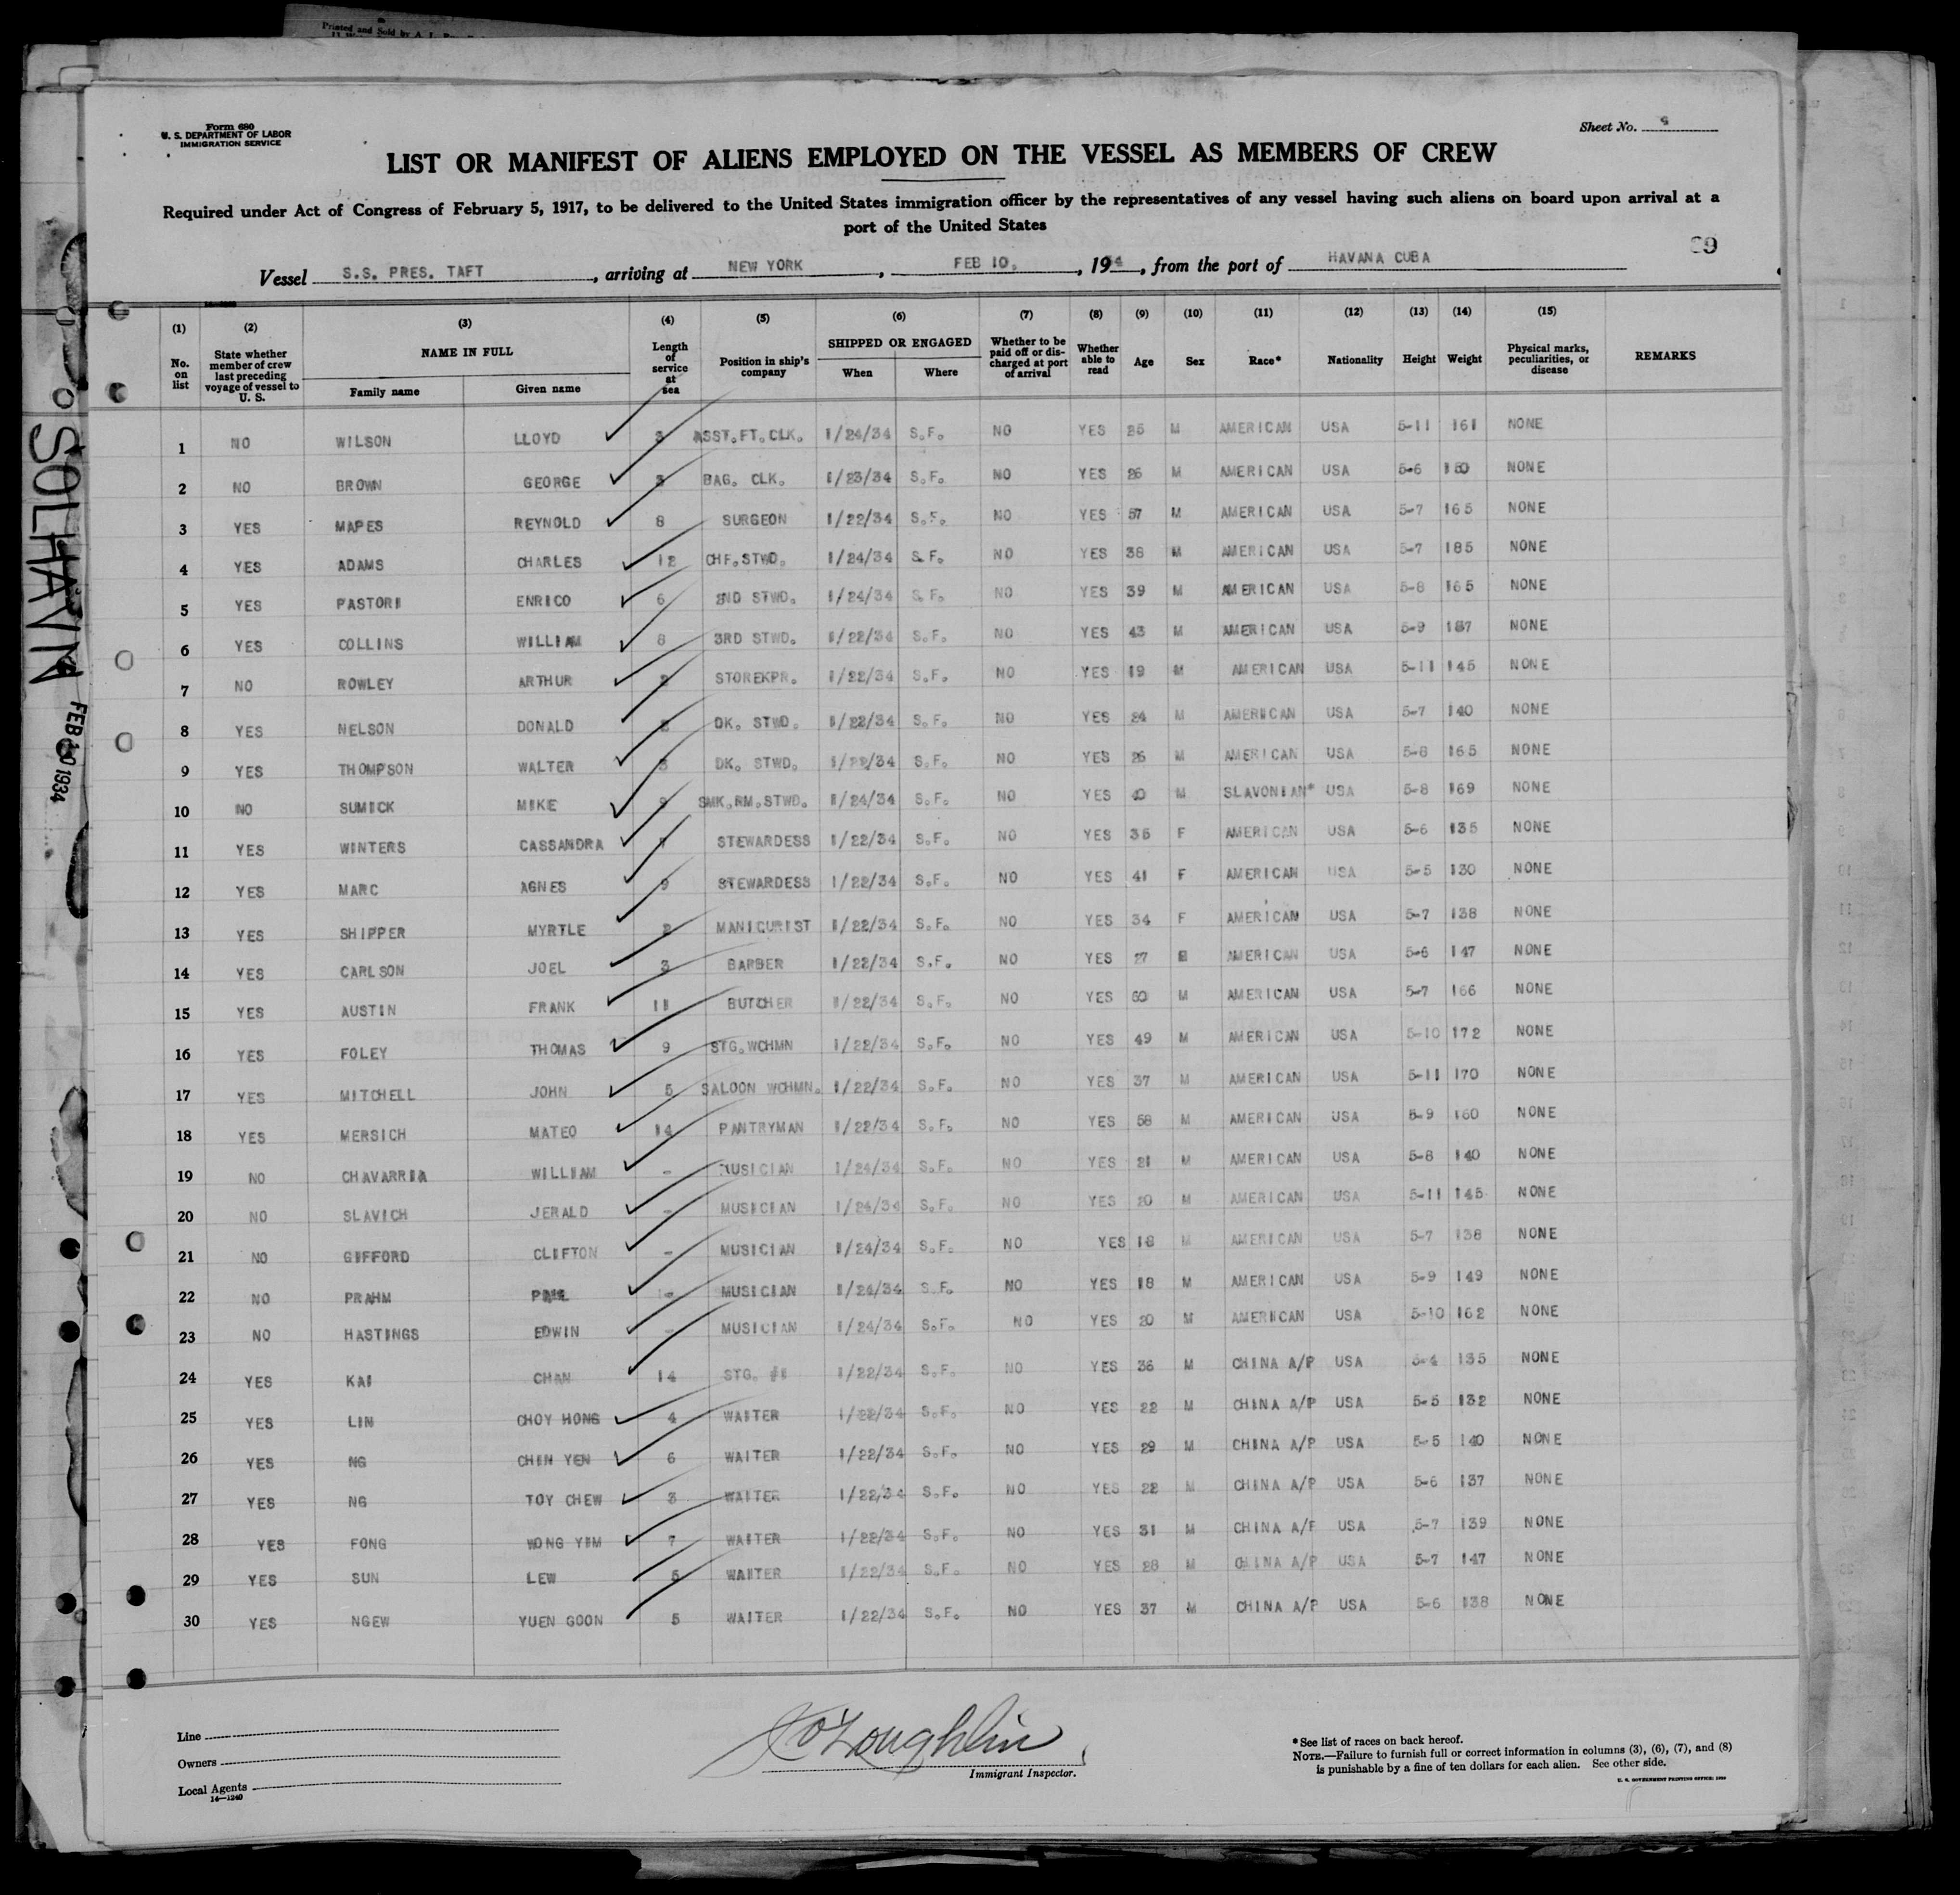 Printed and Sold by A. L.
Form 680
U. S. DEPARTMENT OF LABOR
IMMIGRATION SERVICE
Sheet No.
LIST OR MANIFEST OF ALIENS EMPLOYED ON THE VESSEL AS MEMBERS OF CREW
Required under Act of Congress of February 5, 1917, to be delivered to the United States immigration officer by the representatives of any vessel having such aliens on board upon arrival at a
port of the United States
Vessel S.S. PRES. TAFT, arriving at NEW YORK, FEB 10, 194, from the port of HAVANA CUBA
(1) (2) (3) (4) (5) (6) (7) (8) (9) (10) (11) (12) (13) (14) (15)
No. on list State whether member of crew last preceding voyage of vessel to U. S. NAME IN FULL Family name Given name Length of service at sea Position in ship's company SHIPPED OR ENGAGED When Where Whether to be paid off or discharged at port of arrival Whether able to read Age Sex Race* Nationality Height Weight Physical marks, peculiarities, or disease REMARKS
1 NO WILSON LLOYD 3 ASST.FT.CLK. 1/24/34 S.F. NO YES 25 M AMERICAN USA 5-11 161 NONE
2 NO BROWN GEORGE 3 BAG. CLK. 1/23/34 S.F. NO YES 26 M AMERICAN USA 5-6 150 NONE
3 YES MAPES REYNOLD 8 SURGEON 1/22/34 S.F. NO YES 57 M AMERICAN USA 5-7 165 NONE
4 YES ADAMS CHARLES 12 CHF.STWD. 1/24/34 S.F. NO YES 38 M AMERICAN USA 5-7 185 NONE
5 YES PASTORI ENRICO 6 2ND STWD. 1/24/34 S.F. NO YES 39 M AMERICAN USA 5-8 165 NONE
6 YES COLLINS WILLIAM 8 3RD STWD. 1/22/34 S.F. NO YES 43 M AMERICAN USA 5-9 187 NONE
7 NO ROWLEY ARTHUR 2 STOREKPR. 1/22/34 S.F. NO YES 19 M AMERICAN USA 5-11 145 NONE
8 YES NELSON DONALD DK. STWD. 1/22/34 S.F. NO YES 24 M AMERICAN USA 5-7 140 NONE
9 YES THOMPSON WALTER 3 DK. STWD. 1/22/34 S.F. NO YES 26 M AMERICAN USA 5-8 165 NONE
10 NO SUMICK MIKE 9 SMK.RM.STWD. 1/24/34 S.F. NO YES 40 M SLAVONIAN* USA 5-8 169 NONE
11 YES WINTERS CASSANDRA 7 STEWARDESS 1/22/34 S.F. NO YES 35 F AMERICAN USA 5-6 135 NONE
12 YES MARC AGNES 9 STEWARDESS 1/22/34 S.F. NO YES 41 F AMERICAN USA 5-5 130 NONE
13 YES SHIPPER MYRTLE 2 MANICURIST 1/22/34 S.F. NO YES 34 F AMERICAN USA 5-7 138 NONE
14 YES CARLSON JOEL 3 BARBER 1/22/34 S.F. NO YES 27 AMERICAN USA 5-6 147 NONE
15 YES AUSTIN FRANK 11 BUTCHER 1/22/34 S.F. NO YES 60 M AMERICAN USA 5-7 166 NONE
16 YES FOLEY THOMAS 9 STG.WCHMN 1/22/34 S.F. NO YES 49 M AMERICAN USA 5-10 172 NONE
17 YES MITCHELL JOHN 5 SALOON WCHMN. 1/22/34 S.F. NO YES 37 M AMERICAN USA 5-11 170 NONE
18 YES MERSICH MATEO 14 PANTRYMAN 1/22/34 S.F. NO YES 58 M AMERICAN USA 5-9 160 NONE
19 NO CHAVARRIA WILLIAM - MUSICIAN 1/24/34 S.F. NO YES 21 M AMERICAN USA 5-8 140 NONE
20 NO SLAVICH JERALD - MUSICIAN 1/24/34 S.F. NO YES 20 M AMERICAN USA 5-11 145 NONE
21 NO GIFFORD CLIFTON - MUSICIAN 1/24/34 S.F. NO YES 18 M AMERICAN USA 5-7 138 NONE
22 NO PRAHM - MUSICIAN 1/24/34 S.F. NO YES 18 M AMERICAN USA 5-9 149 NONE
23 NO HASTINGS EDWIN - MUSICIAN 1/24/34 S.F. NO YES 20 M AMERICAN USA 5-10 162 NONE
24 YES KAI CHAN 14 STG. #1 1/22/34 S.F. NO YES 36 M CHINA A/P USA 5-4 135 NONE
25 YES LIN CHOY HONG 4 WAITER 1/22/34 S.F. NO YES 22 M CHINA A/P USA 5-5 132 NONE
26 YES NG CHIN YEN 6 WAITER 1/22/34 S.F. NO YES 29 M CHINA A/P USA 5-5 140 NONE
27 YES NG TOY CHEW 3 WAITER 1/22/34 S.F. NO YES 22 M CHINA A/P USA 5-6 137 NONE
28 YES FONG WONG YIM 7 WAITER 1/22/34 S.F. NO YES 31 M CHINA A/P USA 5-7 139 NONE
29 YES SUN LEW 5 WAITER 1/22/34 S.F. NO YES 28 M CHINA A/P USA 5-7 147 NONE
30 YES NGEW YUEN GOON 5 WAITER 1/22/34 S.F. NO YES 37 M CHINA A/P USA 5-6 138 NONE
SOLHAVN
FEB 10 1934
Line
Owners
Local Agents
14—1240
O'Loughlin
Immigrant Inspector.
* See list of races on back hereof.
NOTE.—Failure to furnish full or correct information in columns (3), (6), (7), and (8)
is punishable by a fine of ten dollars for each alien. See other side.
U. S. GOVERNMENT PRINTING OFFICE